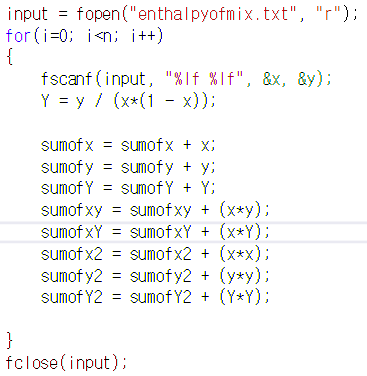 input = fopen("enthalpyofmix.txt", "r");
for(i=0; i<n; i++)
{
fscanf(input, "%lf %lf", &x, &y);
Y = y / (x*(1 - x));
sumofx = sumofx + x;
sumofy = sumofy + y;
sumofY = sumofY + Y;
sumofxy = sumofxy + (x*y);
sumofxY = sumofxY + (x*Y);
sumofx2 = sumofx2 + (x*x);
sumofy2 = sumofy2 + (y*y);
sumofY2 = sumofY2 + (Y*Y);
}
fclose(input);